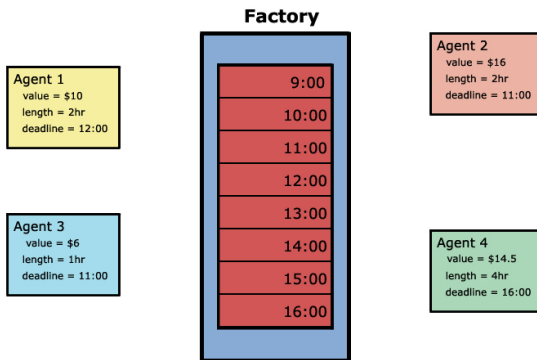 Factory
Agent 1
value = $10
length = 2hr
deadline = 12:00
Agent 2
value = $16
length = 2hr
deadline = 11:00
9:00
10:00
11:00
12:00
13:00
14:00
15:00
16:00
Agent 3
value = $6
length = 1hr
deadline = 11:00
Agent 4
value = $14.5
length = 4hr
deadline = 16:00